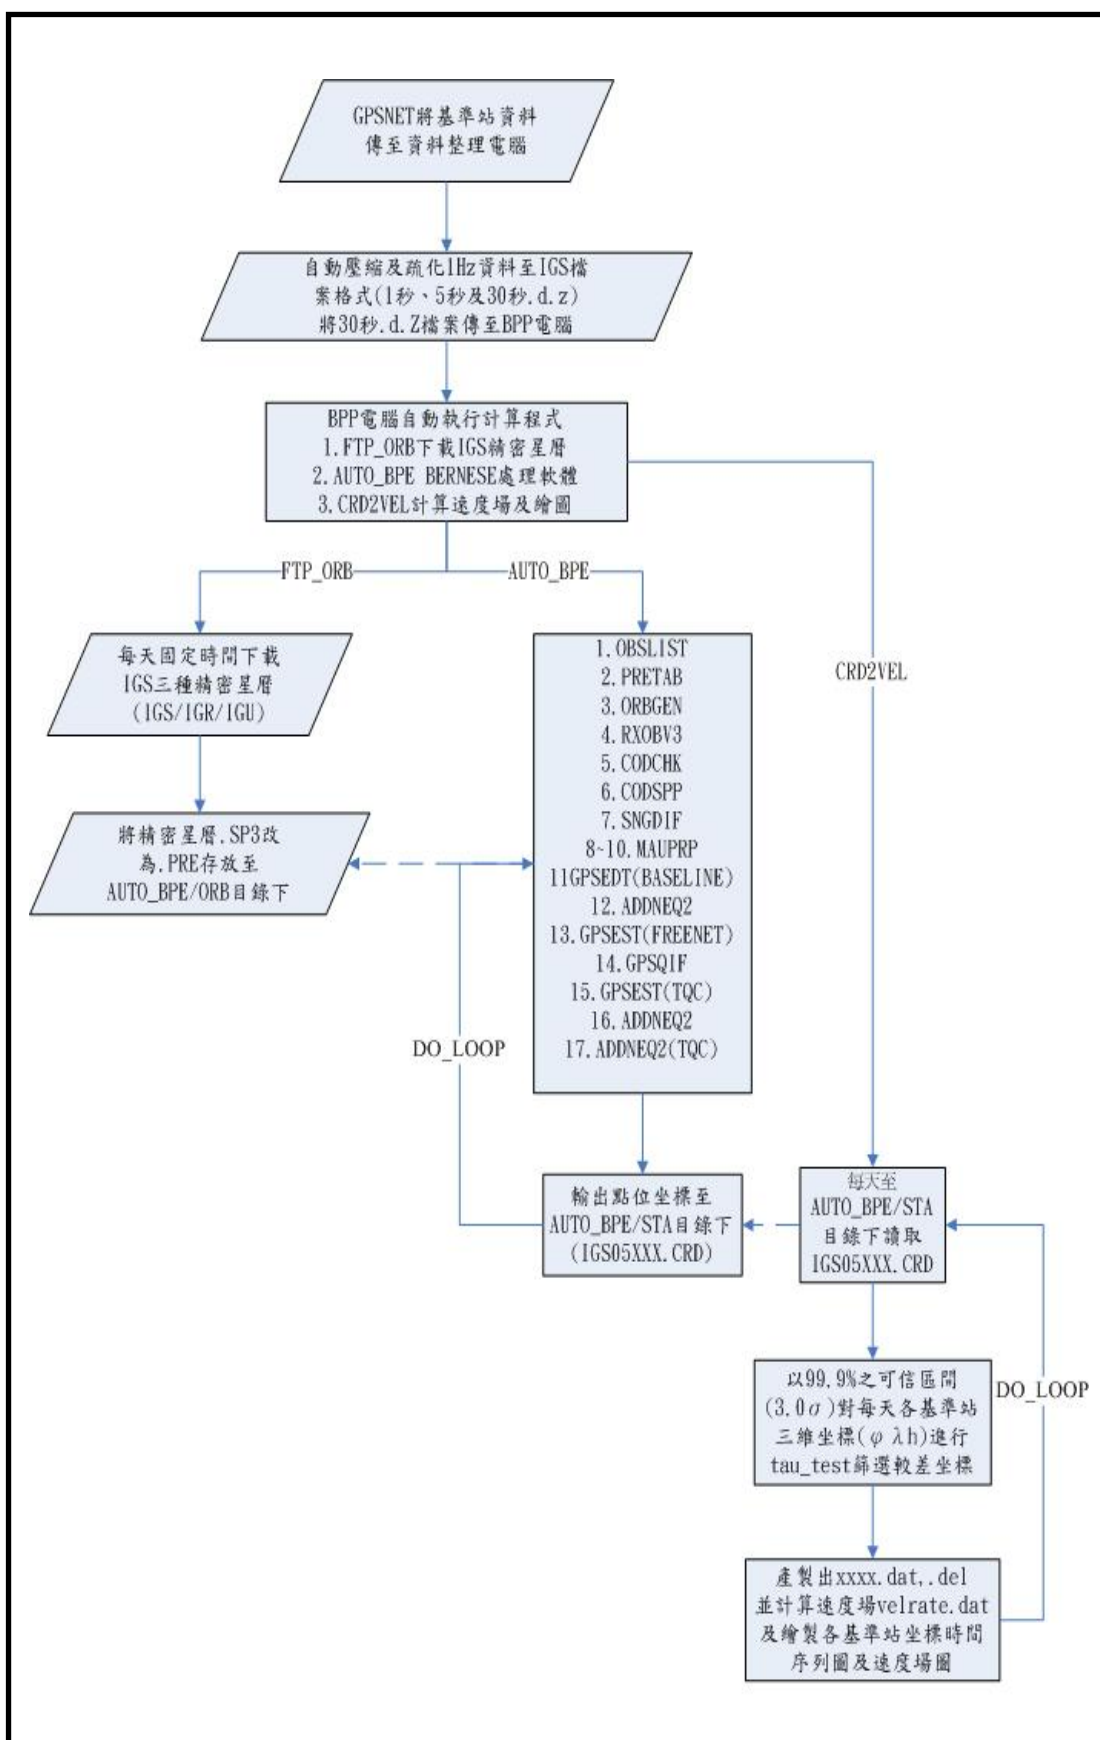 GPSNET將基準站資料
傳至資料整理電腦
自動壓縮及疏化1Hz資料至IGS檔
案格式(1秒、5秒及30秒.d.z)
將30秒.d.Z檔案傳至BPP電腦
BPP電腦自動執行計算程式
1.FTP_ORB下載IGS精密星曆
2.AUTO_BPE BERNESE處理軟體
3.CRD2VEL計算速度場及繪圖
FTP_ORB
AUTO_BPE
CRD2VEL
每天固定時間下載
IGS三種精密星曆
(IGS/IGR/IGU)
將精密星曆.SP3改
為.PRE存放至
AUTO_BPE/ORB目錄下
1.OBSLIST
2.PRETAB
3.ORBGEN
4.RXOBV3
5.CODCHK
6.CODSPP
7.SNGDIF
8~10.MAUPRP
11GPSEDT(BASELINE)
12.ADDNEQ2
13.GPSEST(FREENET)
14.GPSQIF
15.GPSEST(TQC)
16.ADDNEQ2
17.ADDNEQ2(TQC)
DO_LOOP
輸出點位坐標至
AUTO_BPE/STA目錄下
(IGS05XXX.CRD)
每天至
AUTO_BPE/STA
目錄下讀取
IGS05XXX.CRD
以99.9%之可信區間
(3.0σ)對每天各基準站
三維坐標(φλh)進行
tau_test篩選較差坐標
DO_LOOP
產製出xxxx.dat,.del
並計算速度場velrate.dat
及繪製各基準站坐標時間
序列圖及速度場圖